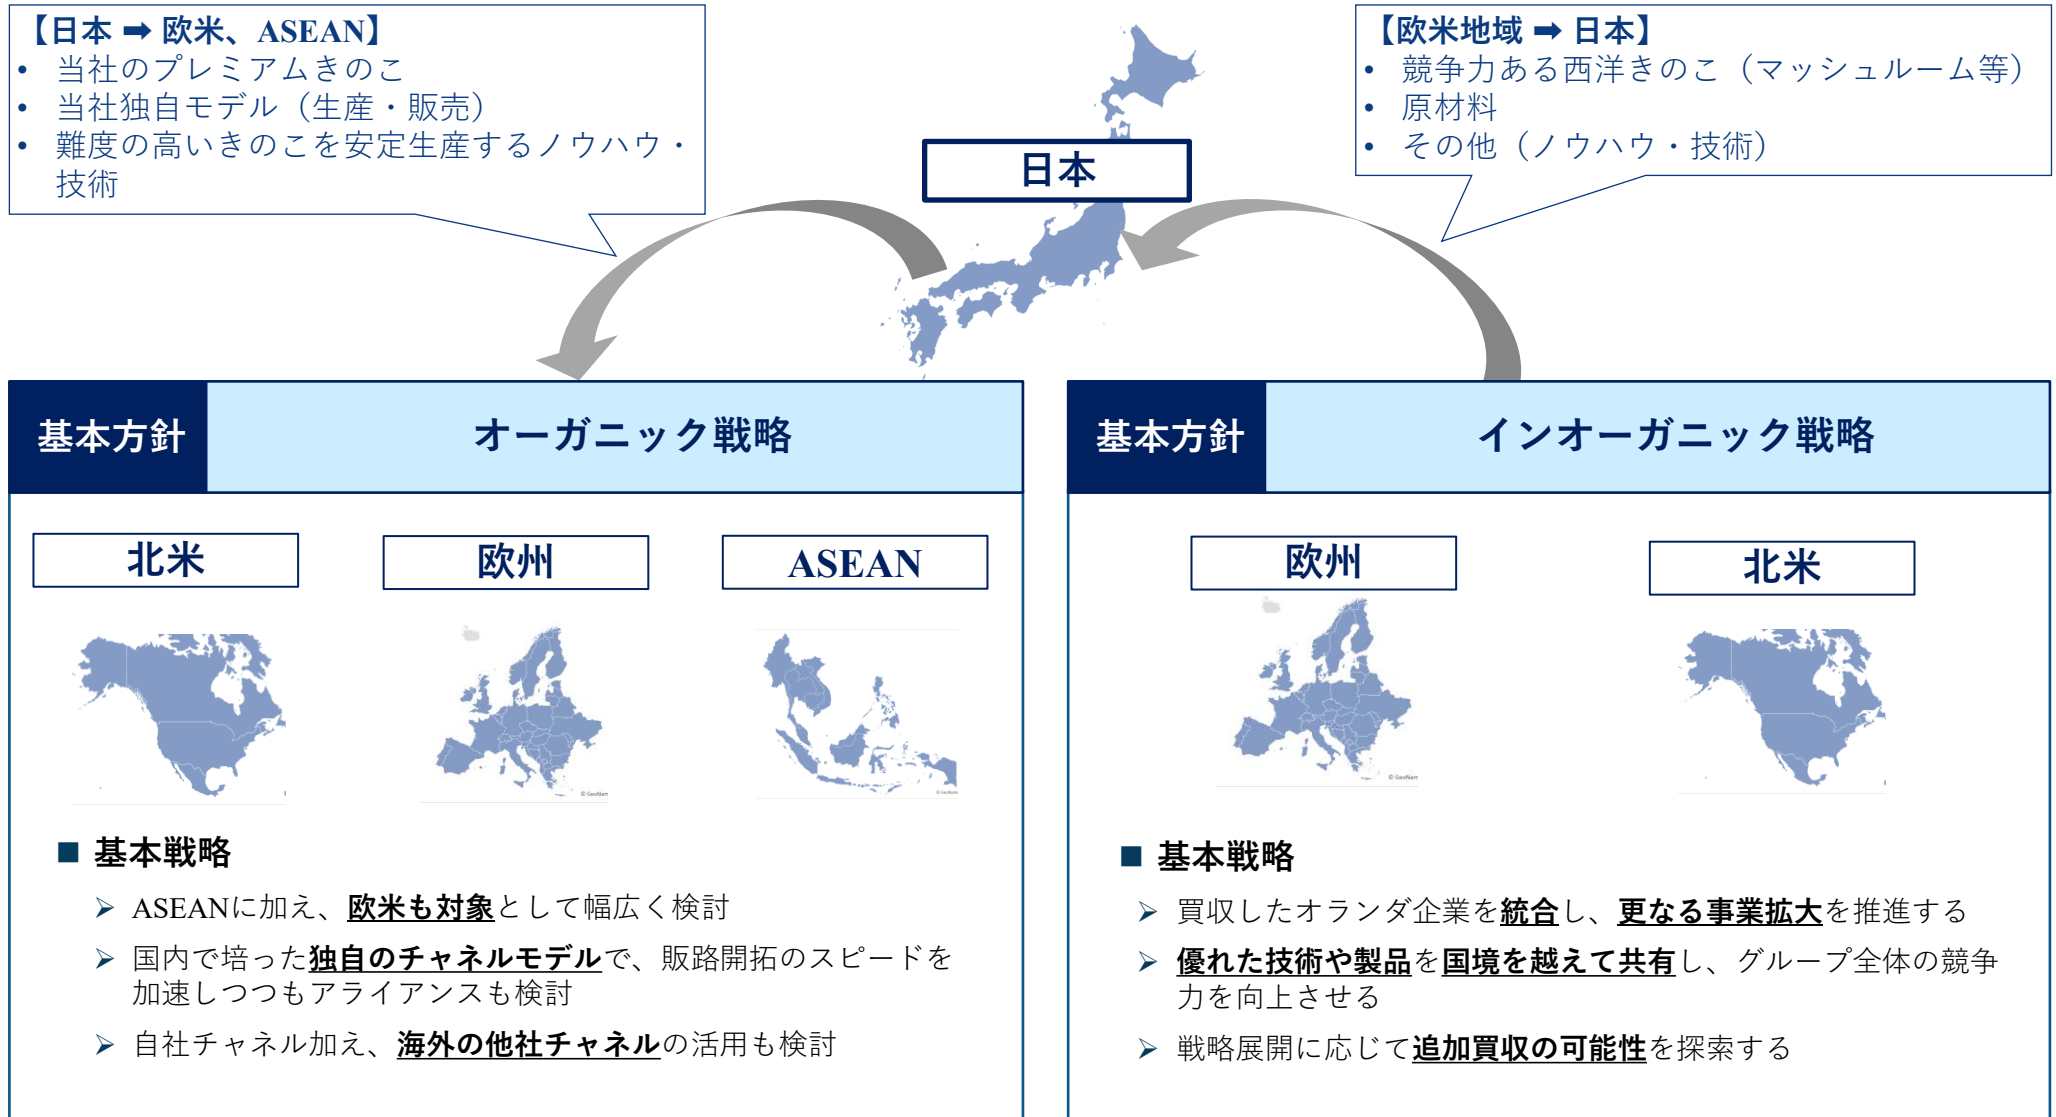 【日本 ➡ 欧米、ASEAN】
• 当社のプレミアムきのこ
• 当社独自モデル（生産・販売）
• 難度の高いきのこを安定生産するノウハウ・
技術
【欧米地域 ➡ 日本】
• 競争力ある西洋きのこ（マッシュルーム等）
• 原材料
• その他（ノウハウ・技術）
日本
基本方針
オーガニック戦略
北米
欧州
ASEAN
© GeoNam
© GeoNam
■ 基本戦略
➢ ASEANに加え、欧米も対象として幅広く検討
➢ 国内で培った独自のチャネルモデルで、販路開拓のスピードを
加速しつつもアライアンスも検討
➢ 自社チャネル加え、海外の他社チャネルの活用も検討
基本方針
インオーガニック戦略
欧州
北米
© GeoNam
■ 基本戦略
➢ 買収したオランダ企業を統合し、更なる事業拡大を推進する
➢ 優れた技術や製品を国境を越えて共有し、グループ全体の競争
力を向上させる
➢ 戦略展開に応じて追加買収の可能性を探索する